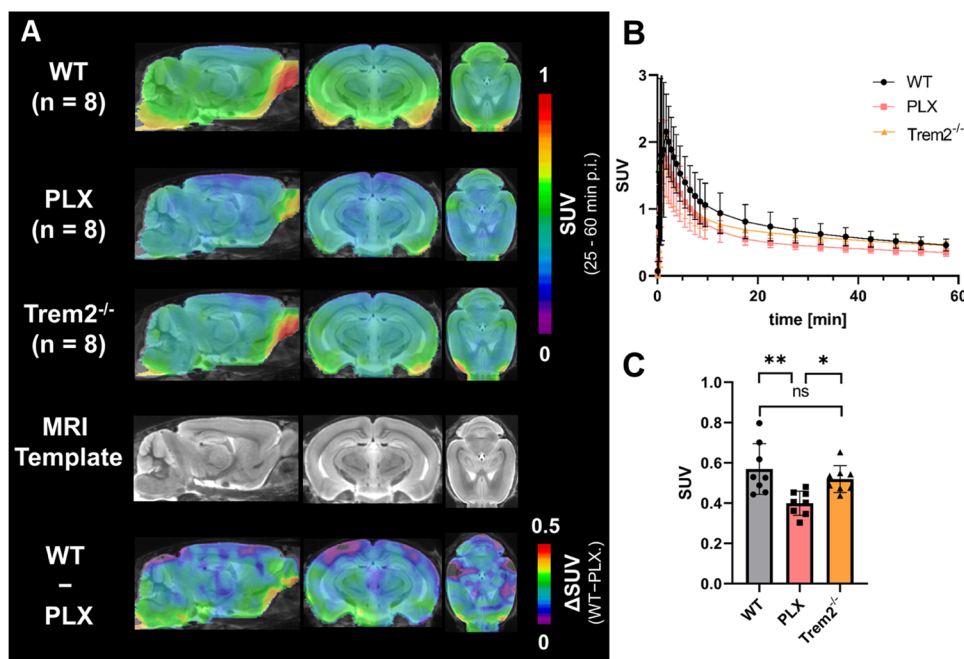 A
WT
(n = 8)
PLX
(n = 8)
Trem2-/-
(n = 8)
MRI
Template
WT
–
PLX
1
SUV
(25 - 60 min p.i.)
0
0.5
ΔSUV
(WT–PLX.)
0
B
3
2
1
0
SUV
0
20
40
60
time [min]
WT
PLX
Trem2-/-
C
**
*
ns
1.0
0.8
0.6
0.4
0.2
0.0
SUV
WT
PLX
Trem2-/-